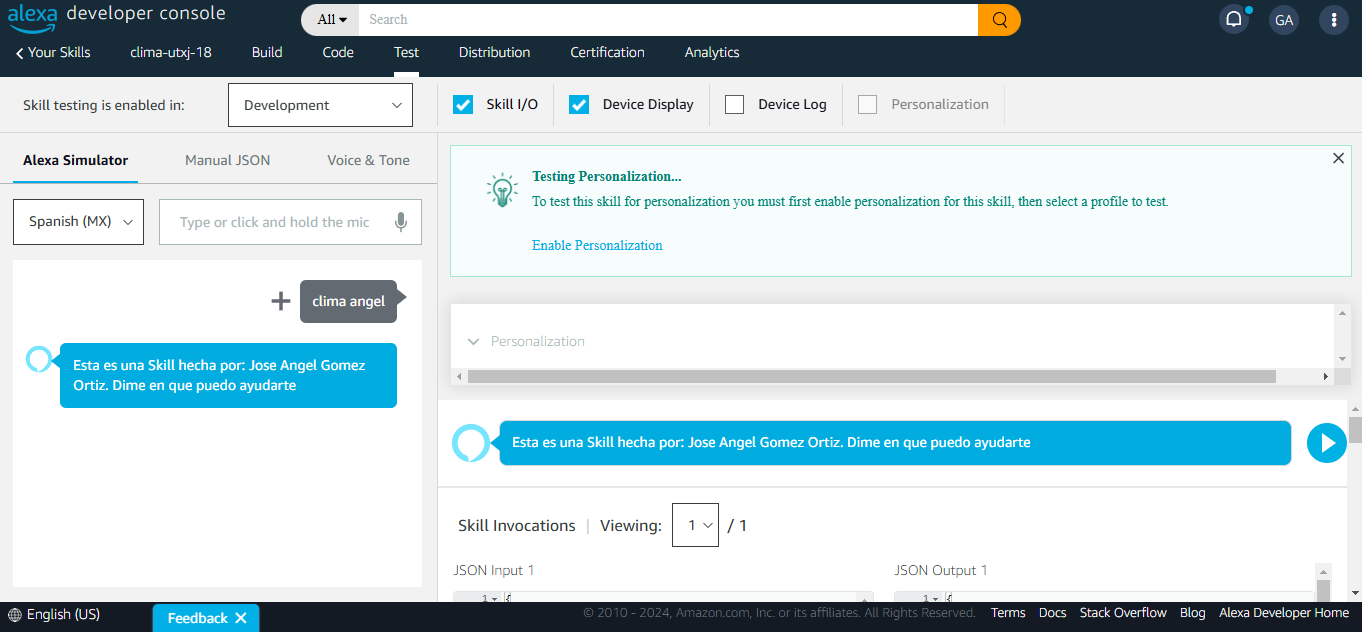 alexa developer console
All
Search
GA
Your Skills
clima-utxj-18
Build
Code
Test
Distribution
Certification
Analytics
Skill testing is enabled in:
Development
Skill I/O
Device Display
Device Log
Personalization
Alexa Simulator
Manual JSON
Voice & Tone
Spanish (MX)
Type or click and hold the mic
clima angel
Esta es una Skill hecha por: Jose Angel Gomez
Ortiz. Dime en que puedo ayudarte
Testing Personalization...
To test this skill for personalization you must first enable personalization for this skill, then select a profile to test.
Enable Personalization
Personalization
Esta es una Skill hecha por: Jose Angel Gomez Ortiz. Dime en que puedo ayudarte
Skill Invocations | Viewing: 1 / 1
JSON Input 1
JSON Output 1
1 {
1 {
English (US)
Feedback
© 2010 - 2024, Amazon.com, Inc. or its affiliates. All Rights Reserved.
Terms
Docs
Stack Overflow
Blog
Alexa Developer Home